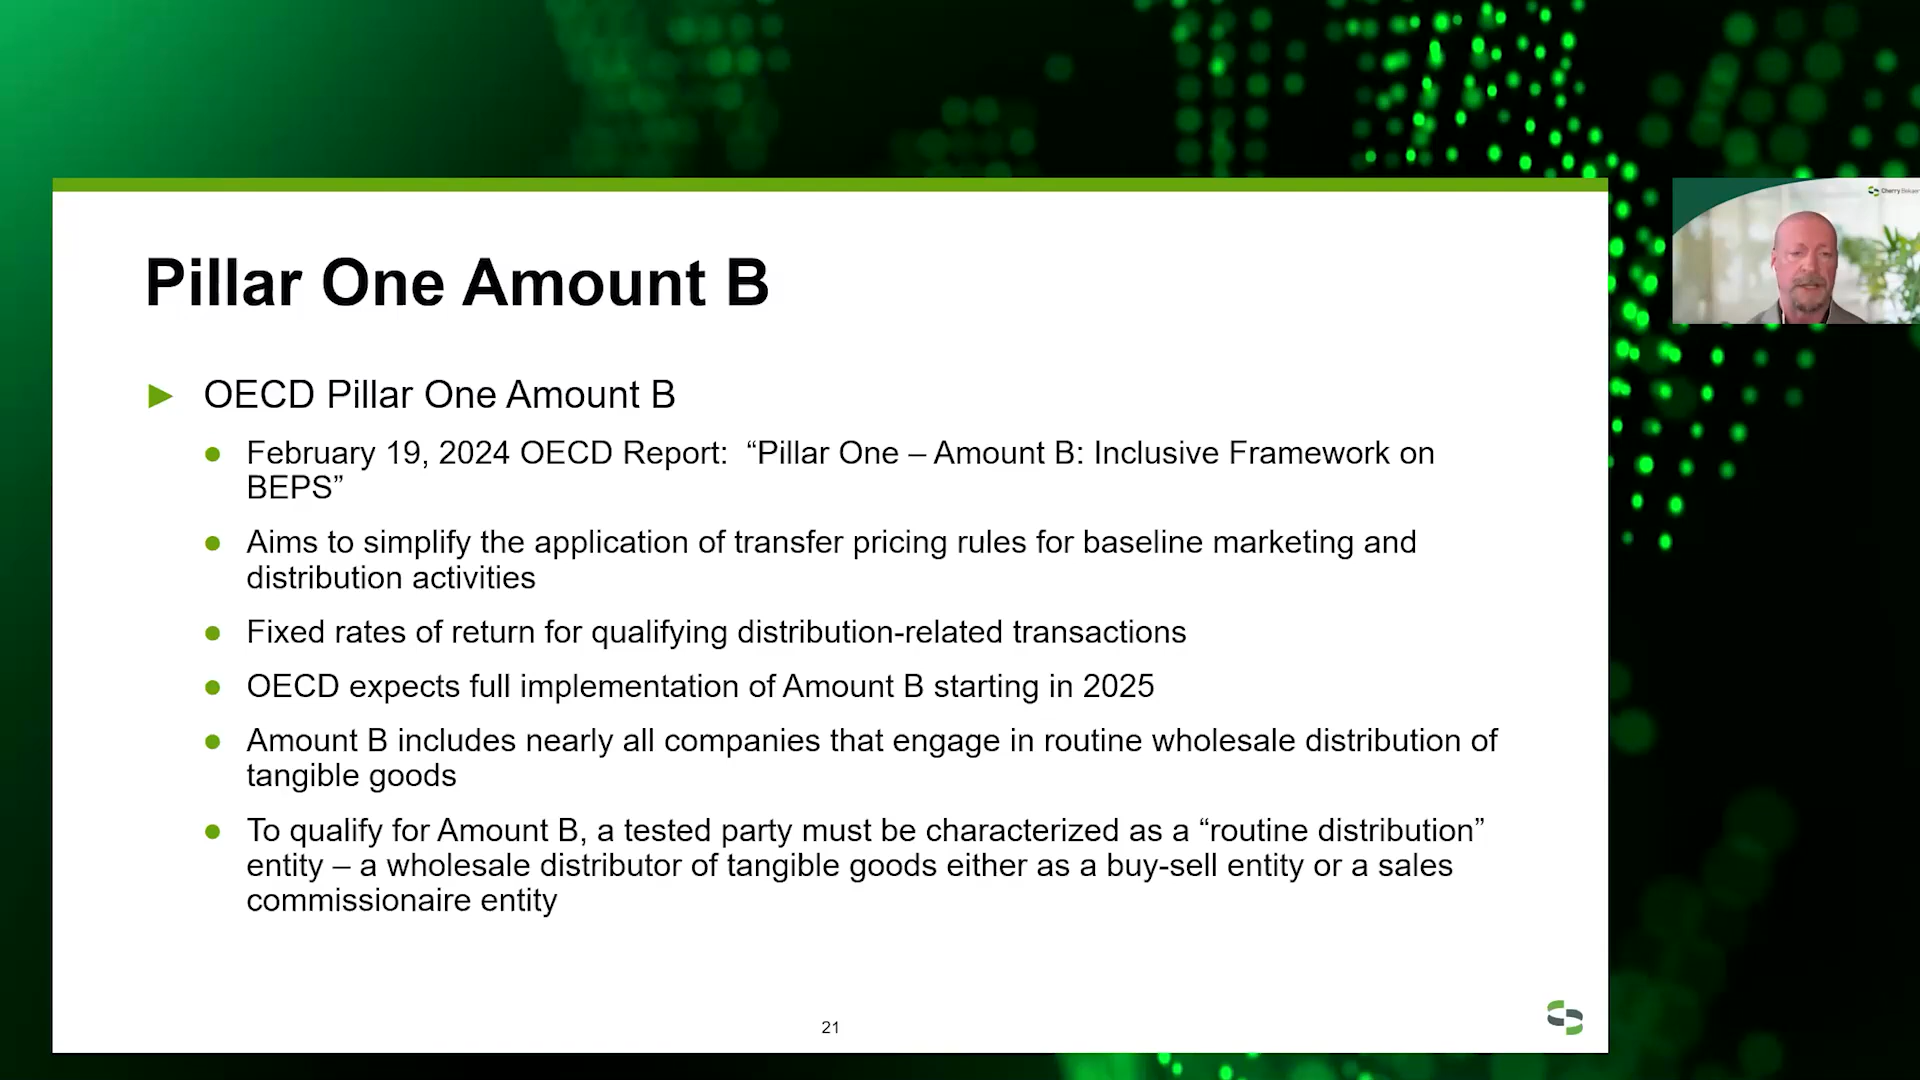 Cherry Bekaert
Pillar One Amount B
OECD Pillar One Amount B
February 19, 2024 OECD Report:  “Pillar One – Amount B: Inclusive Framework on
BEPS”
Aims to simplify the application of transfer pricing rules for baseline marketing and
distribution activities
Fixed rates of return for qualifying distribution-related transactions
OECD expects full implementation of Amount B starting in 2025
Amount B includes nearly all companies that engage in routine wholesale distribution of
tangible goods
To qualify for Amount B, a tested party must be characterized as a “routine distribution”
entity – a wholesale distributor of tangible goods either as a buy-sell entity or a sales
commissionaire entity
21